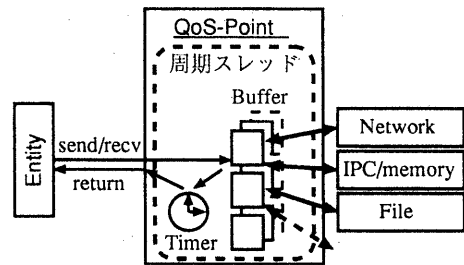 QoS-Point
周期スレッド
Buffer
Entity
send/recv
return
Timer
Network
IPC/memory
File